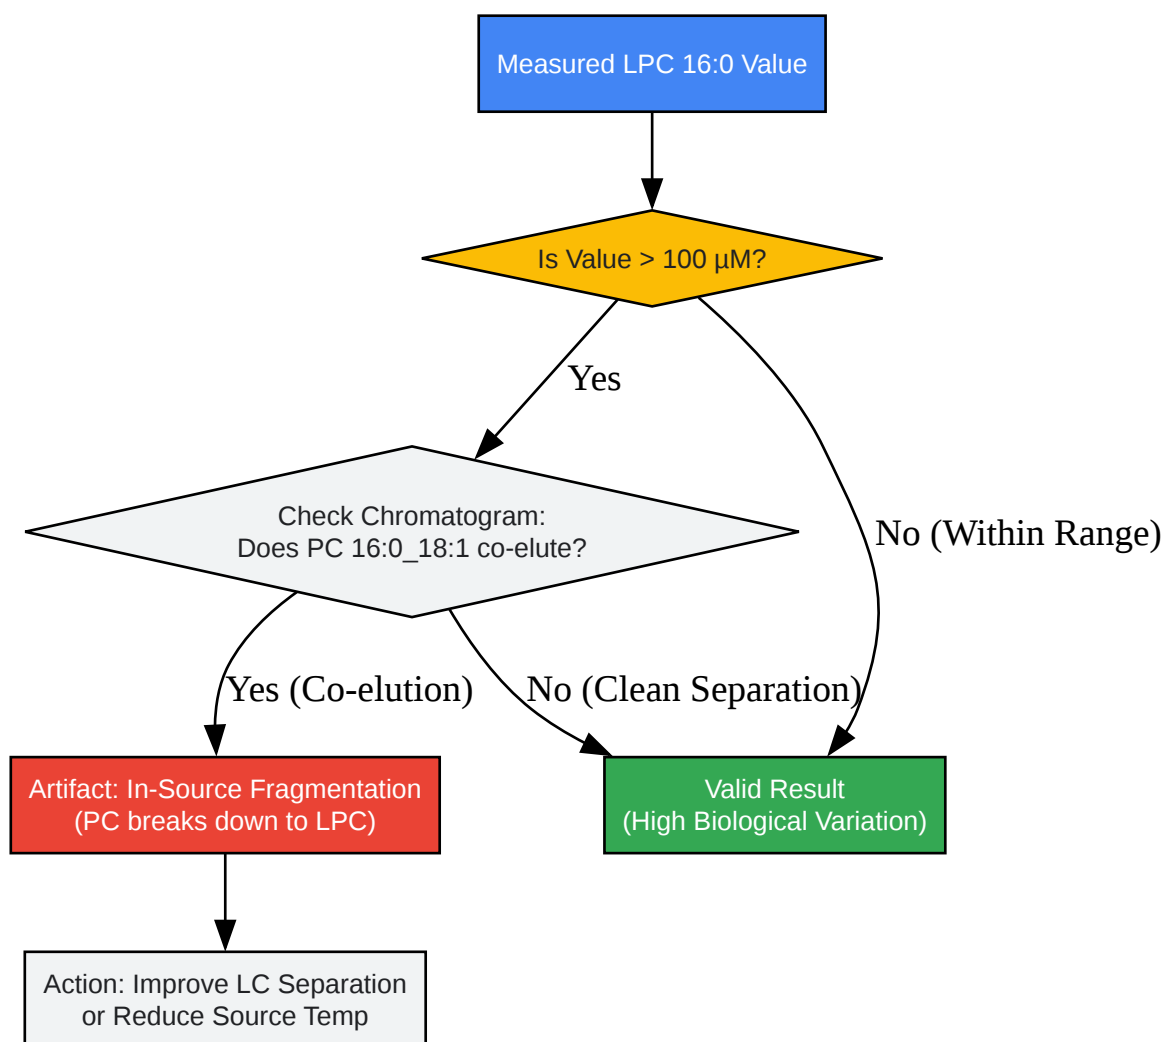 Measured LPC 16:0 Value
Is Value > 100 µM?
Yes
Check Chromatogram:
Does PC 16:0_18:1 co-elute?
No (Within Range)
Yes (Co-elution)
No (Clean Separation)
Artifact: In-Source Fragmentation
(PC breaks down to LPC)
Valid Result
(High Biological Variation)
Action: Improve LC Separation
or Reduce Source Temp